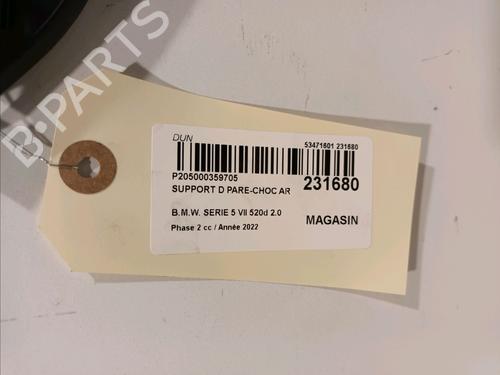 B-PARTS
DUN
53471601 231680
P205000359705
SUPPORT D PARE-CHOC AR
231680
B.M.W. SERIE 5 VII 520d 2.0
MAGASIN
Phase 2 cc / Année 2022